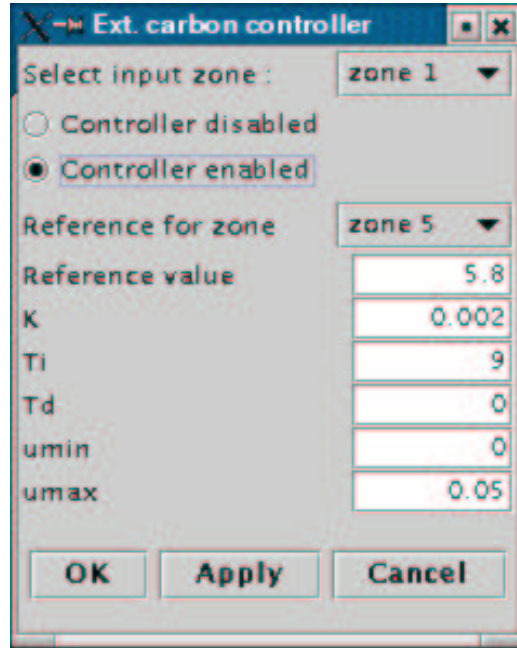 Ext. carbon controller
Select input zone : zone 1
Controller disabled
Controller enabled
Reference for zone zone 5
Reference value 5.8
K 0.002
Ti 9
Td 0
umin 0
umax 0.05
OK Apply Cancel